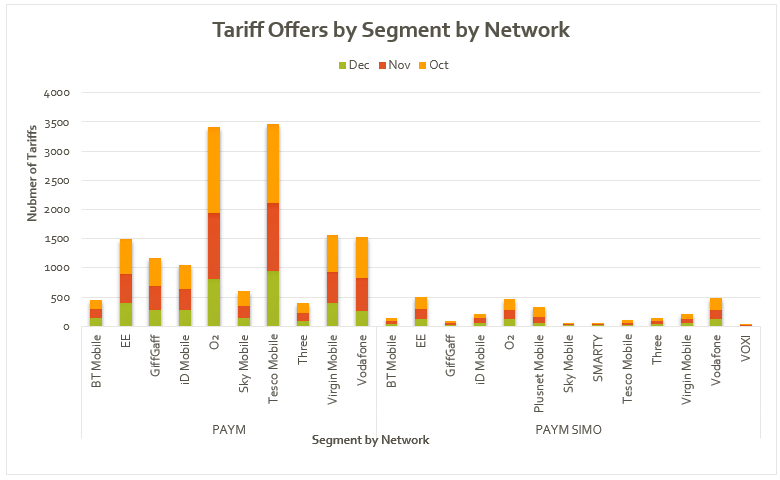 Tariff Offers by Segment by Network
Dec Nov Oct
Nubmer of Tariffs
4000
3500
3000
2500
2000
1500
1000
500
0
BT Mobile
EE
GiffGaff
iD Mobile
O2
Sky Mobile
Tesco Mobile
Three
Virgin Mobile
Vodafone
BT Mobile
EE
GiffGaff
iD Mobile
O2
Plusnet Mobile
Sky Mobile
SMARTY
Tesco Mobile
Three
Virgin Mobile
Vodafone
VOXI
PAYM PAYM SIMO
Segment by Network